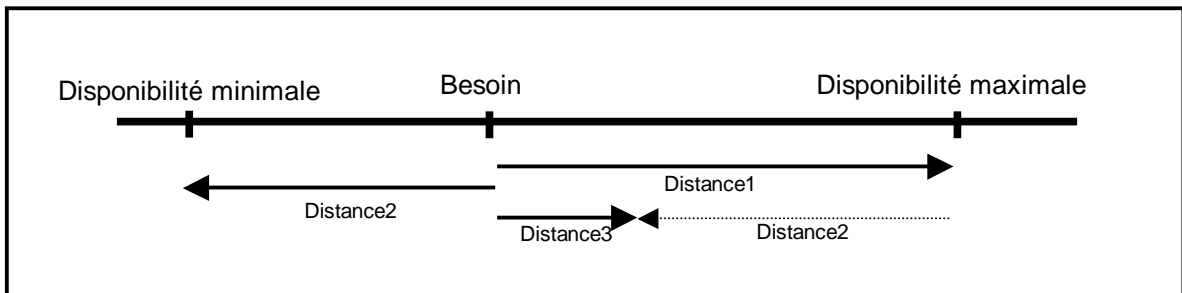 Disponibilité minimale
Besoin
Disponibilité maximale
Distance1
Distance2
Distance3
Distance2